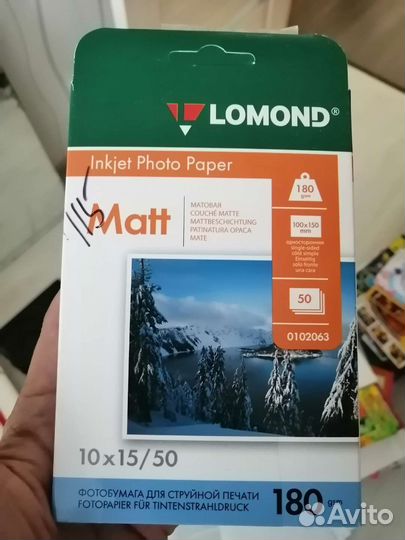 LOMOND®
Inkjet Photo Paper
180
gsm
Matt
МАТОВАЯ
COUCHÉ MATTE
MATTBESCHICHTUNG
PATINATURA OPACA
MATE
100x150
mm
односторонняя
single-sided
côté simple
Einseitig
solo fronte
una cara
50
0102063
10x15/50
ФОТОБУМАГА ДЛЯ СТРУЙНОЙ ПЕЧАТИ
FOTOPAPIER FÜR TINTENSTRAHLDRUCK
180 gsm
Avito